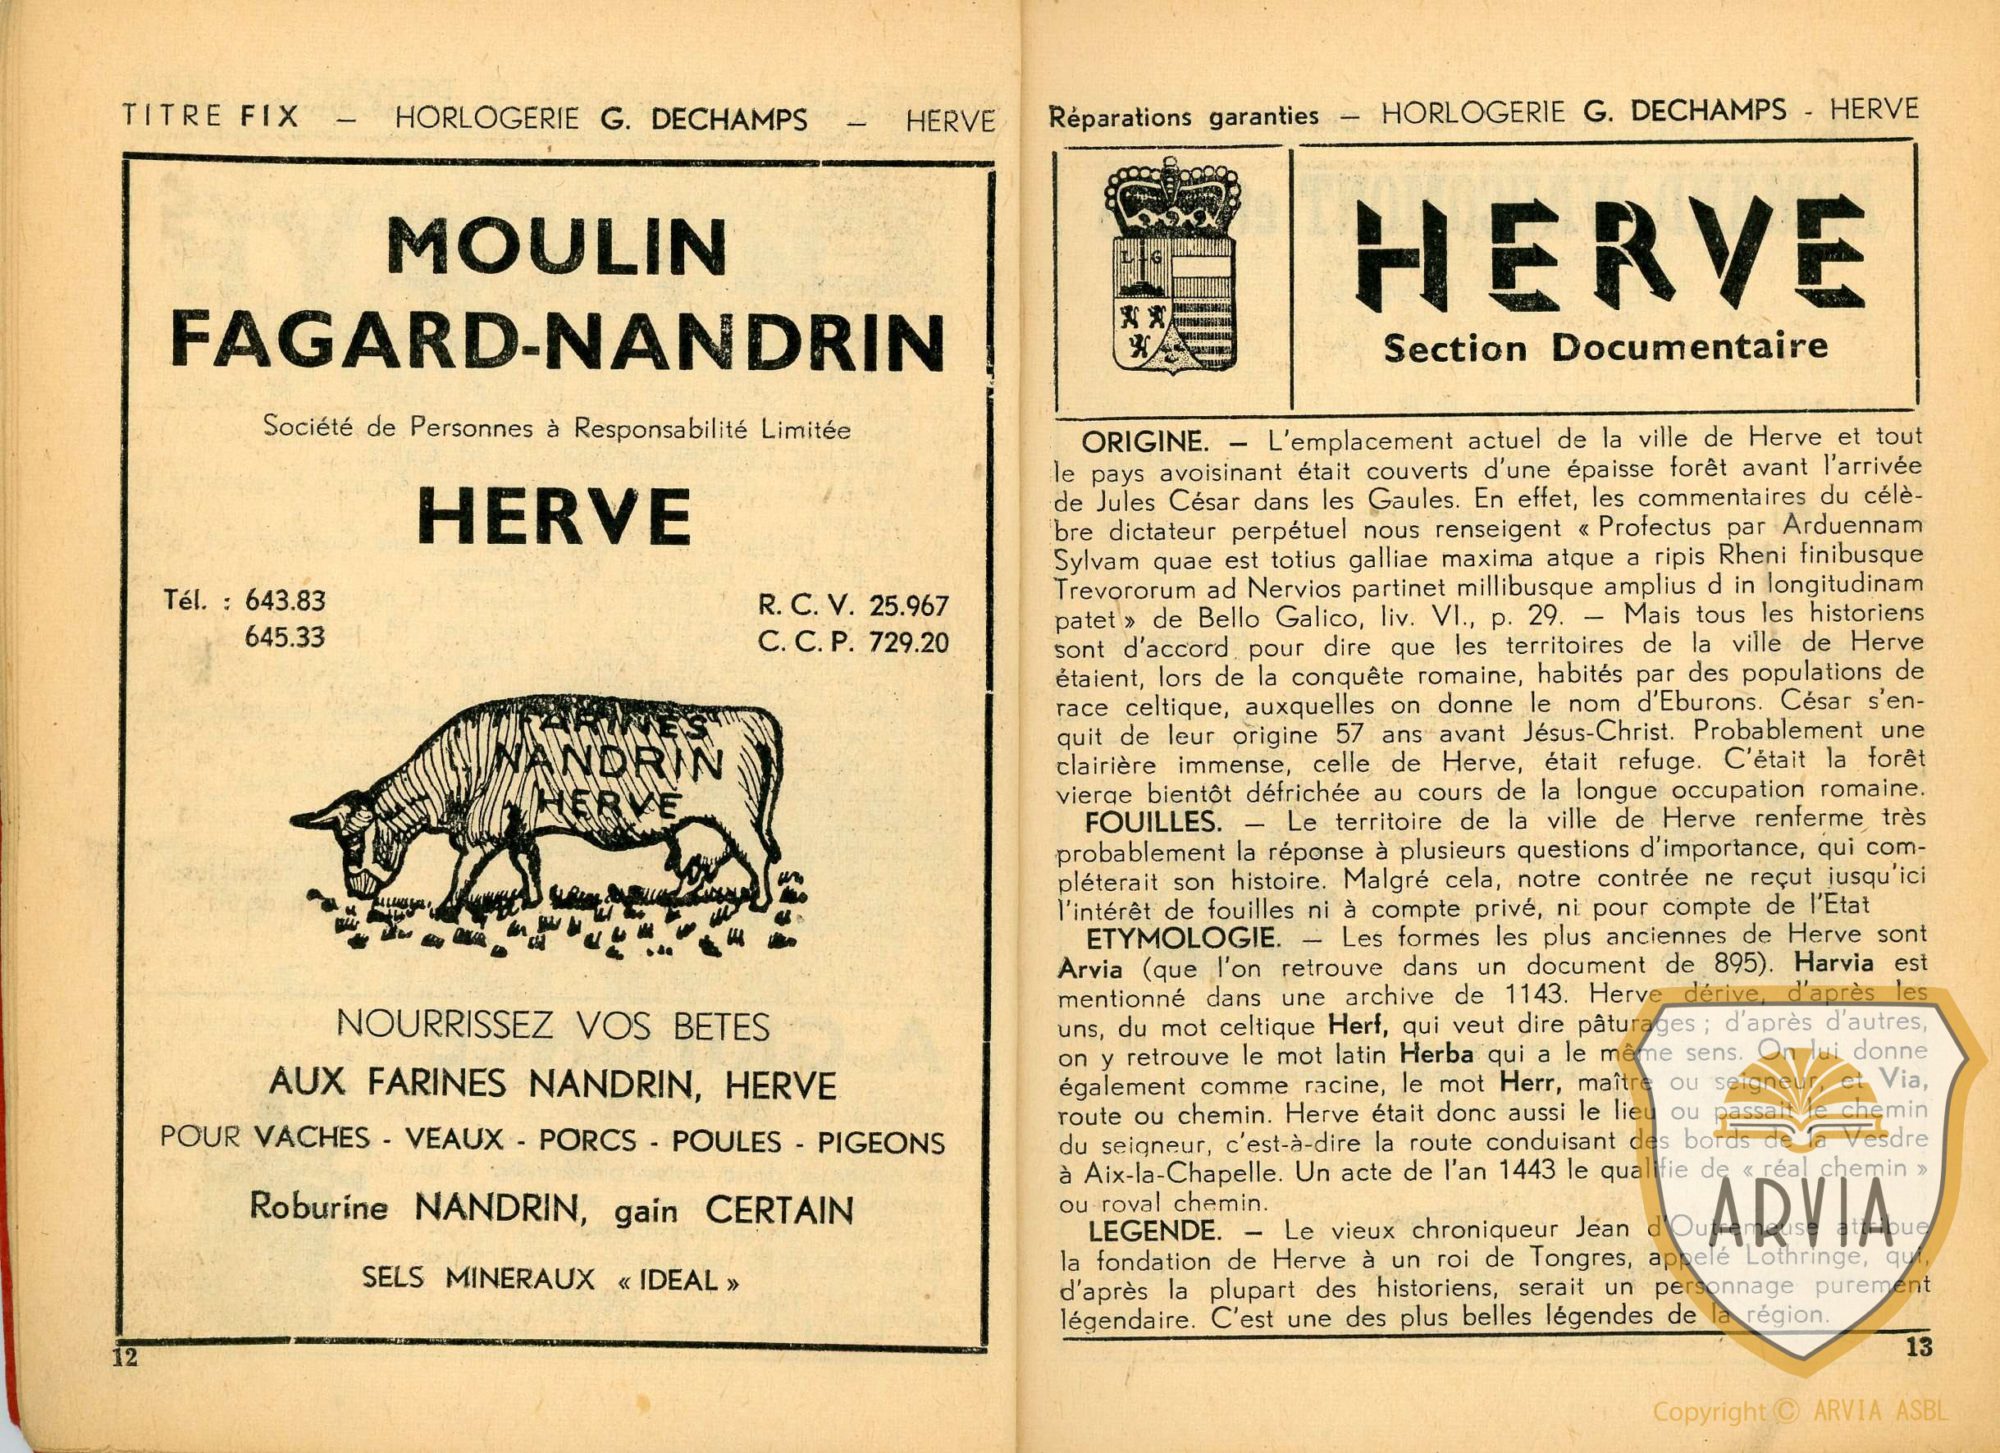 TITRE FIX — HORLOGERIE G. DECHAMPS — HERVE
MOULIN
FAGARD-NANDRIN
Société de Personnes à Responsabilité Limitée
HERVE
Tél. : 643.83
645.33
R. C. V. 25.967
C. C. P. 729.20
FARINES
NANDRIN
HERVE
NOURRISSEZ VOS BETES
AUX FARINES NANDRIN, HERVE
POUR VACHES - VEAUX - PORCS - POULES - PIGEONS
Roburine NANDRIN, gain CERTAIN
SELS MINERAUX « IDEAL »
12
Réparations garanties — HORLOGERIE G. DECHAMPS - HERVE
L G
HERVE
Section Documentaire
ORIGINE. — L'emplacement actuel de la ville de Herve et tout
le pays avoisinant était couverts d'une épaisse forêt avant l'arrivée
de Jules César dans les Gaules. En effet, les commentaires du célè-
bre dictateur perpétuel nous renseigent « Profectus par Arduennam
Sylvam quae est totius galliae maxima atque a ripis Rheni finibusque
Trevororum ad Nervios partinet millibusque amplius d in longitudinam
patet » de Bello Galico, liv. VI., p. 29. — Mais tous les historiens
sont d'accord pour dire que les territoires de la ville de Herve
étaient, lors de la conquête romaine, habités par des populations de
race celtique, auxquelles on donne le nom d'Eburons. César s'en-
quit de leur origine 57 ans avant Jésus-Christ. Probablement une
clairière immense, celle de Herve, était refuge. C'était la forêt
vierge bientôt défrichée au cours de la longue occupation romaine.
FOUILLES. — Le territoire de la ville de Herve renferme très
probablement la réponse à plusieurs questions d'importance, qui com-
pléterait son histoire. Malgré cela, notre contrée ne reçut jusqu'ici
l'intérêt de fouilles ni à compte privé, ni pour compte de l'Etat
ETYMOLOGIE. — Les formes les plus anciennes de Herve sont
Arvia (que l'on retrouve dans un document de 895). Harvia est
mentionné dans une archive de 1143. Herve dérive, d'après les
uns, du mot celtique Herf, qui veut dire pâturages ; d'après d'autres,
on y retrouve le mot latin Herba qui a le même sens. On lui donne
également comme racine, le mot Herr, maître ou seigneur, et Via,
route ou chemin. Herve était donc aussi le lieu ou passait le chemin
du seigneur, c'est-à-dire la route conduisant des bords de la Vesdre
à Aix-la-Chapelle. Un acte de l'an 1443 le qualifie de « réal chemin »
ou royal chemin.
LEGENDE. — Le vieux chroniqueur Jean d'Outremeuse attribue
la fondation de Herve à un roi de Tongres, appelé Lothringe, qui,
d'après la plupart des historiens, serait un personnage purement
légendaire. C'est une des plus belles légendes de la région.
13
ARVIA
Copyright © ARVIA ASBL